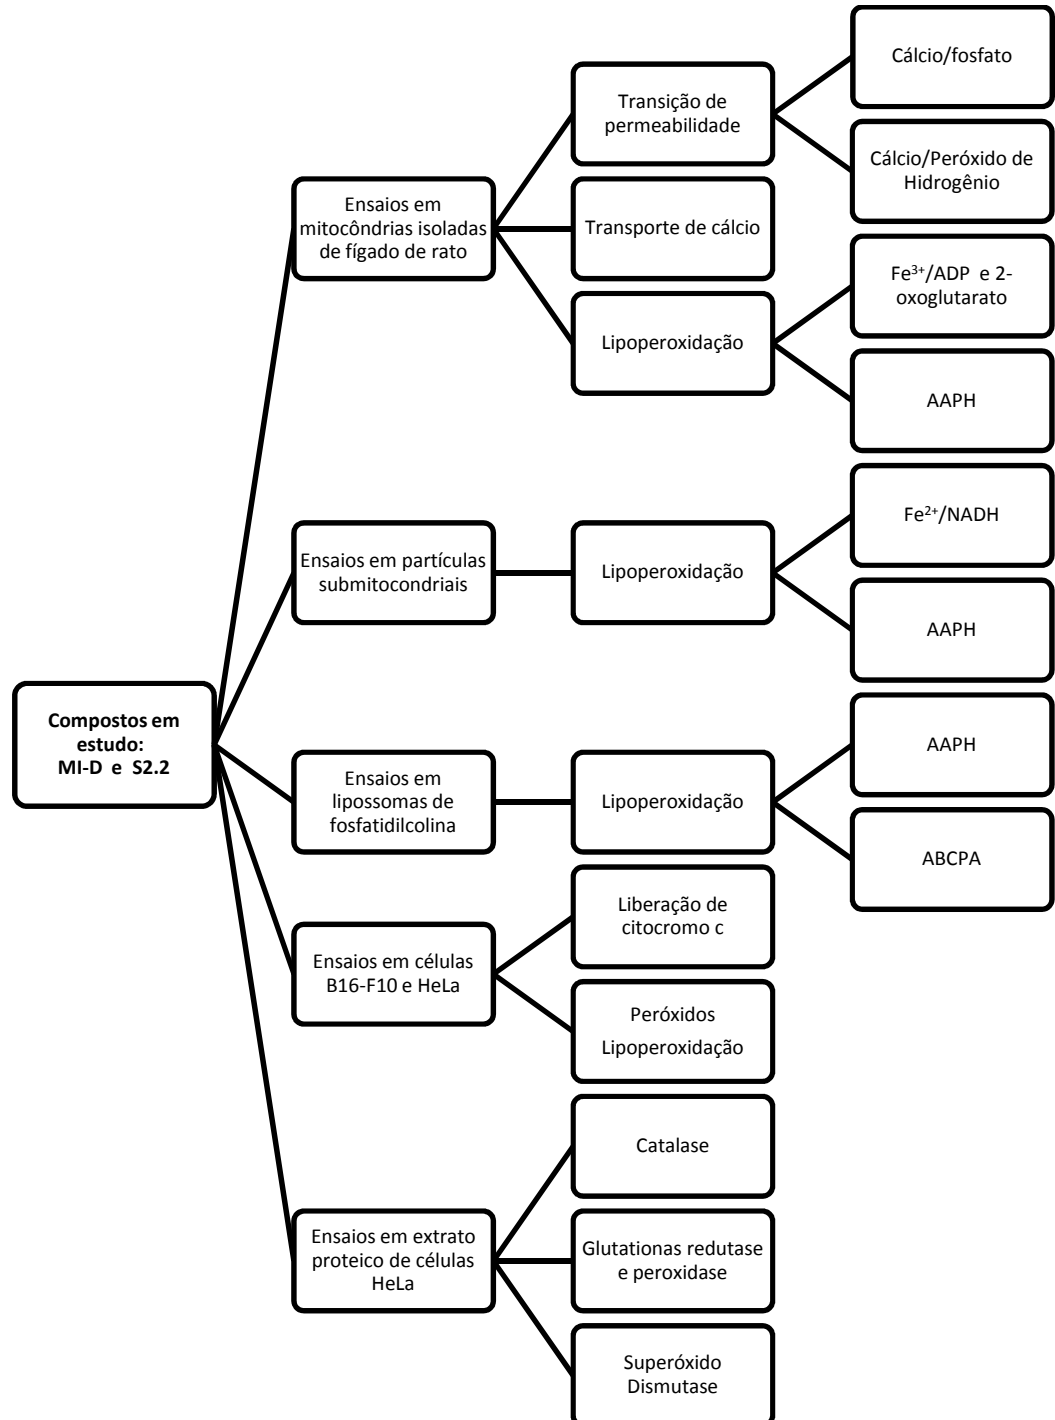 Compostos em
estudo:
MI-D e S2.2
Ensaios em
mitocôndrias isoladas
de fígado de rato
Transição de
permeabilidade
Cálcio/fosfato
Cálcio/Peróxido de
Hidrogênio
Transporte de cálcio
Lipoperoxidação
Fe³⁺/ADP e 2-
oxoglutarato
AAPH
Ensaios em partículas
submitocondriais
Lipoperoxidação
Fe²⁺/NADH
AAPH
Ensaios em
lipossomas de
fosfatidilcolina
Lipoperoxidação
AAPH
ABCPA
Ensaios em células
B16-F10 e HeLa
Liberação de
citocromo c
Peróxidos
Lipoperoxidação
Ensaios em extrato
proteico de células
HeLa
Catalase
Glutationas redutase
e peroxidase
Superóxido
Dismutase